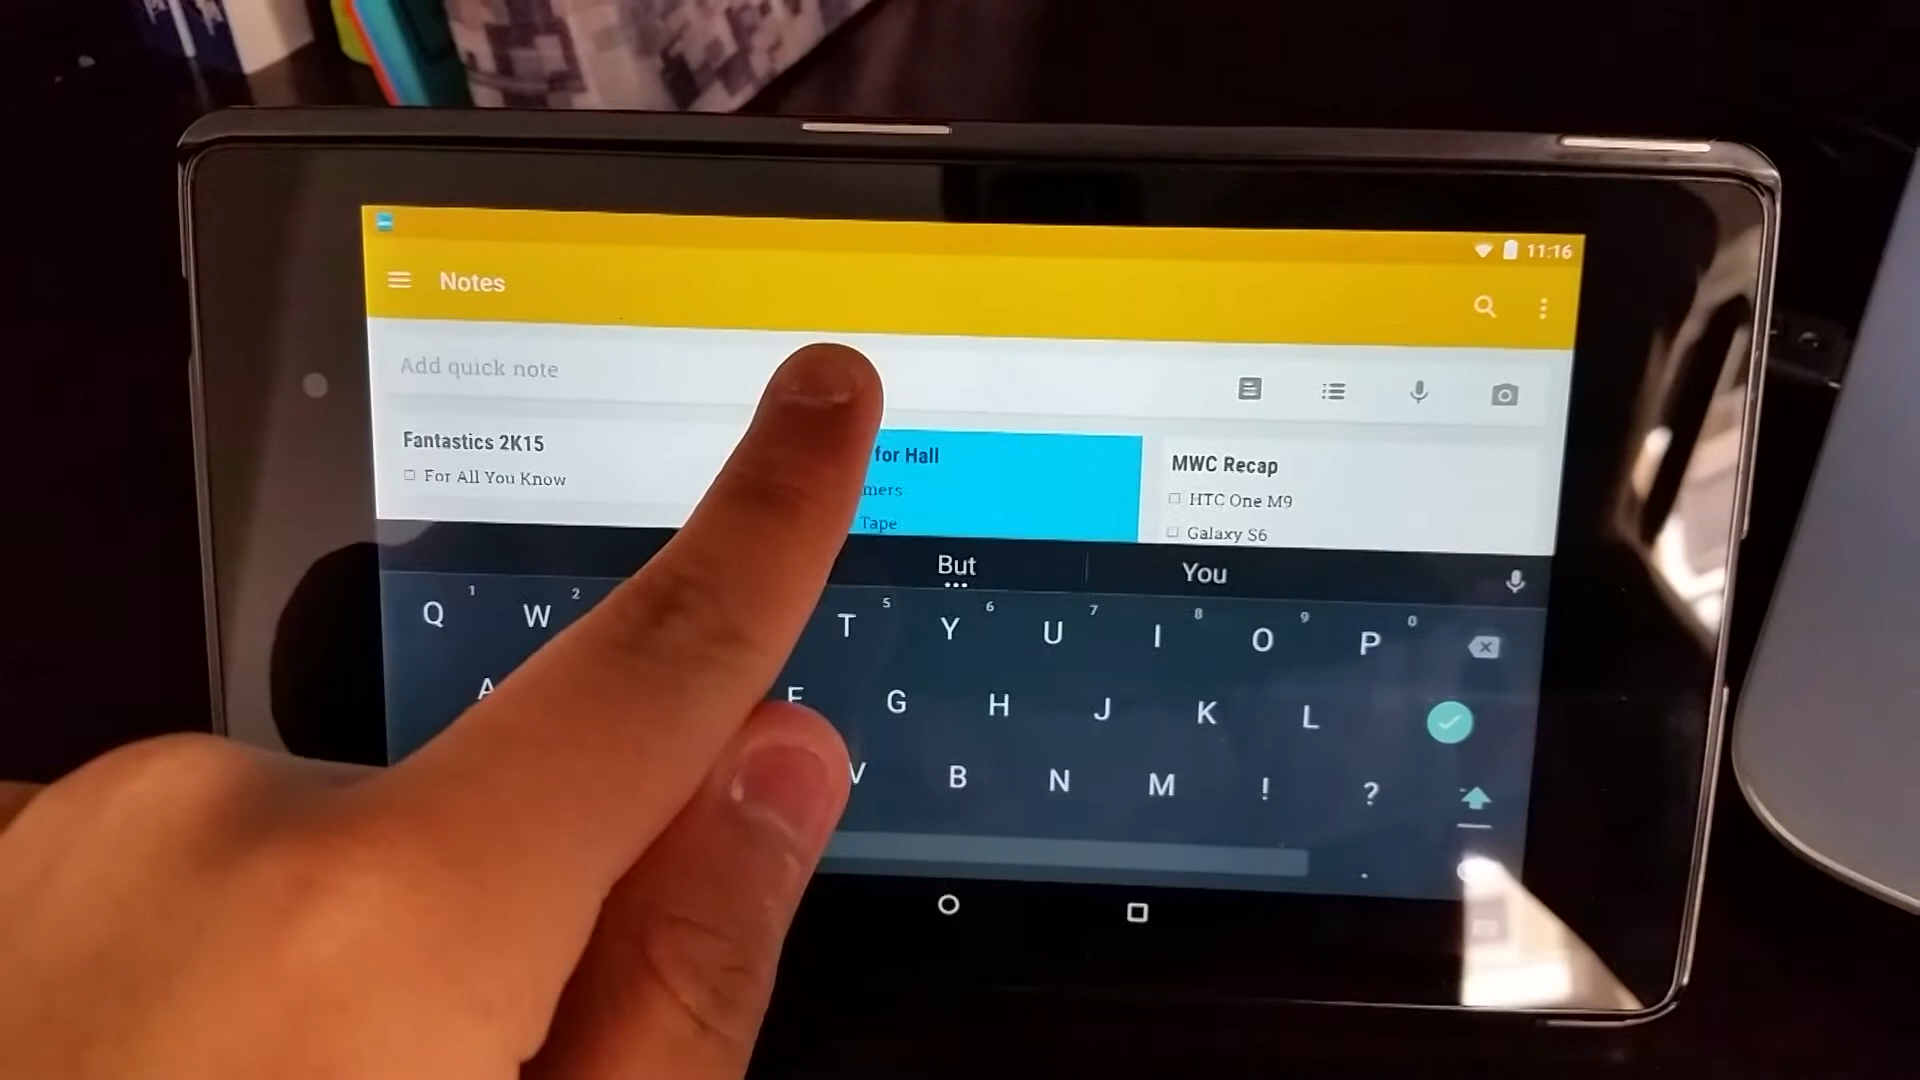 11:16
Notes
Add quick note
Fantastics 2K15
For All You Know
for Hall
Tape
MWC Recap
HTC One M9
Galaxy S6
But
You
1 2 5 6 7 8 9 0
Q W T Y U I O P
A F G H J K L
V B N M ! ?
.